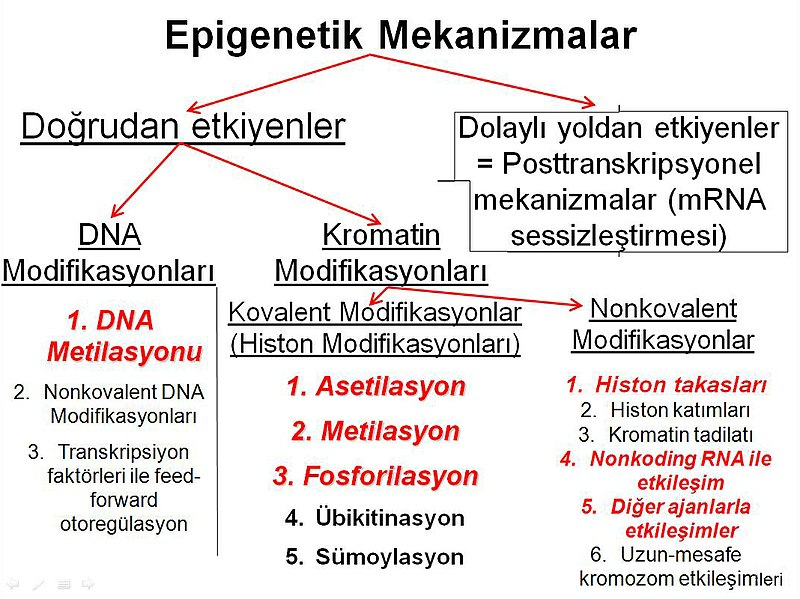 Epigenetik Mekanizmalar
Doğrudan etkiyenler
Dolaylı yoldan etkiyenler
= Posttranskripsyonel
mekanizmalar (mRNA
sessizleştirmesi)
DNA
Modifikasyonları
1. DNA
Metilasyonu
2. Nonkovalent DNA
Modifikasyonları
3. Transkripsiyon
faktörleri ile feed-
forward
otoregülasyon
Kromatin
Modifikasyonları
Kovalent Modifikasyonlar
(Histon Modifikasyonları)
1. Asetilasyon
2. Metilasyon
3. Fosforilasyon
4. Übikitinasyon
5. Sümoylasyon
Nonkovalent
Modifikasyonlar
1. Histon takasları
2. Histon katımları
3. Kromatin tadilatı
4. Nonkoding RNA ile
etkileşim
5. Diğer ajanlarla
etkileşimler
6. Uzun-mesafe
kromozom etkileşimleri